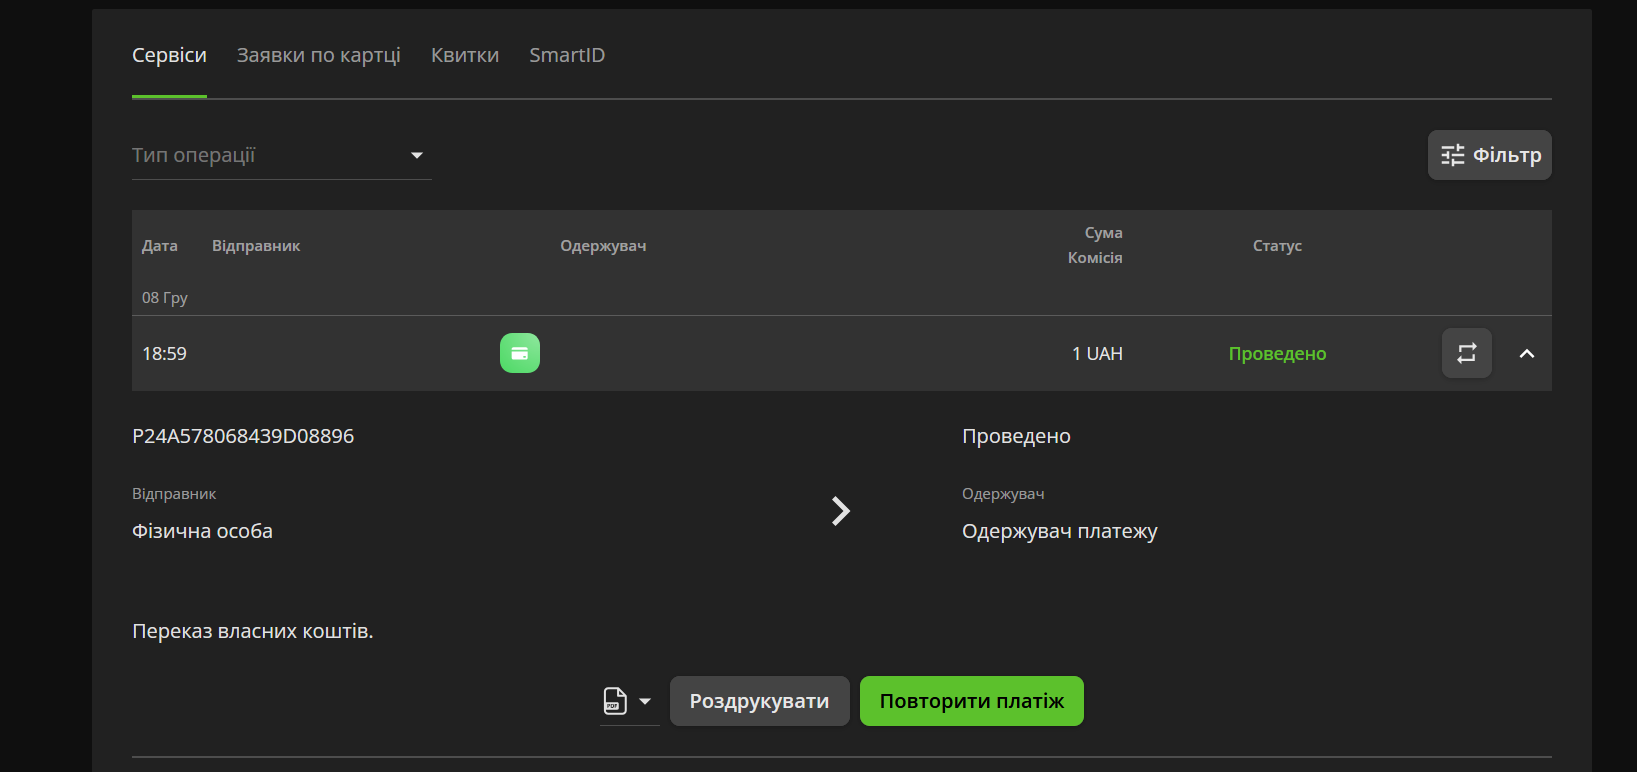 Сервіси Заявки по картці Квитки SmartID
Тип операції
Фільтр
Дата Відправник Одержувач Сума Комісія Статус
08 Гру
18:59 1 UAH Проведено
P24A578068439D08896 Проведено
Відправник Одержувач
Фізична особа Одержувач платежу
Переказ власних коштів.
PDF Роздрукувати Повторити платіж